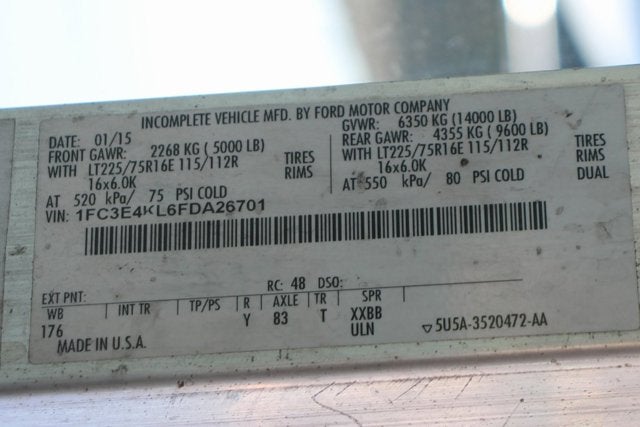 INCOMPLETE VEHICLE MFD. BY FORD MOTOR COMPANY
DATE: 01/15
GVWR: 6350 KG (14000 LB)
FRONT GAWR: 2268 KG (5000 LB)
REAR GAWR: 4355 KG (9600 LB)
WITH LT225/75R16E 115/112R TIRES
WITH LT225/75R16E 115/112R TIRES
16x6.0K RIMS
16x6.0K RIMS
AT 520 kPa/ 75 PSI COLD
AT 550 kPa/ 80 PSI COLD DUAL
VIN: 1FC3E4KL6FDA26701
EXT PNT: RC: 48 DSO:
WB INT TR TP/PS R AXLE TR SPR
176 Y 83 T XXBB
ULN
MADE IN U.S.A.
▽5U5A-3520472-AA